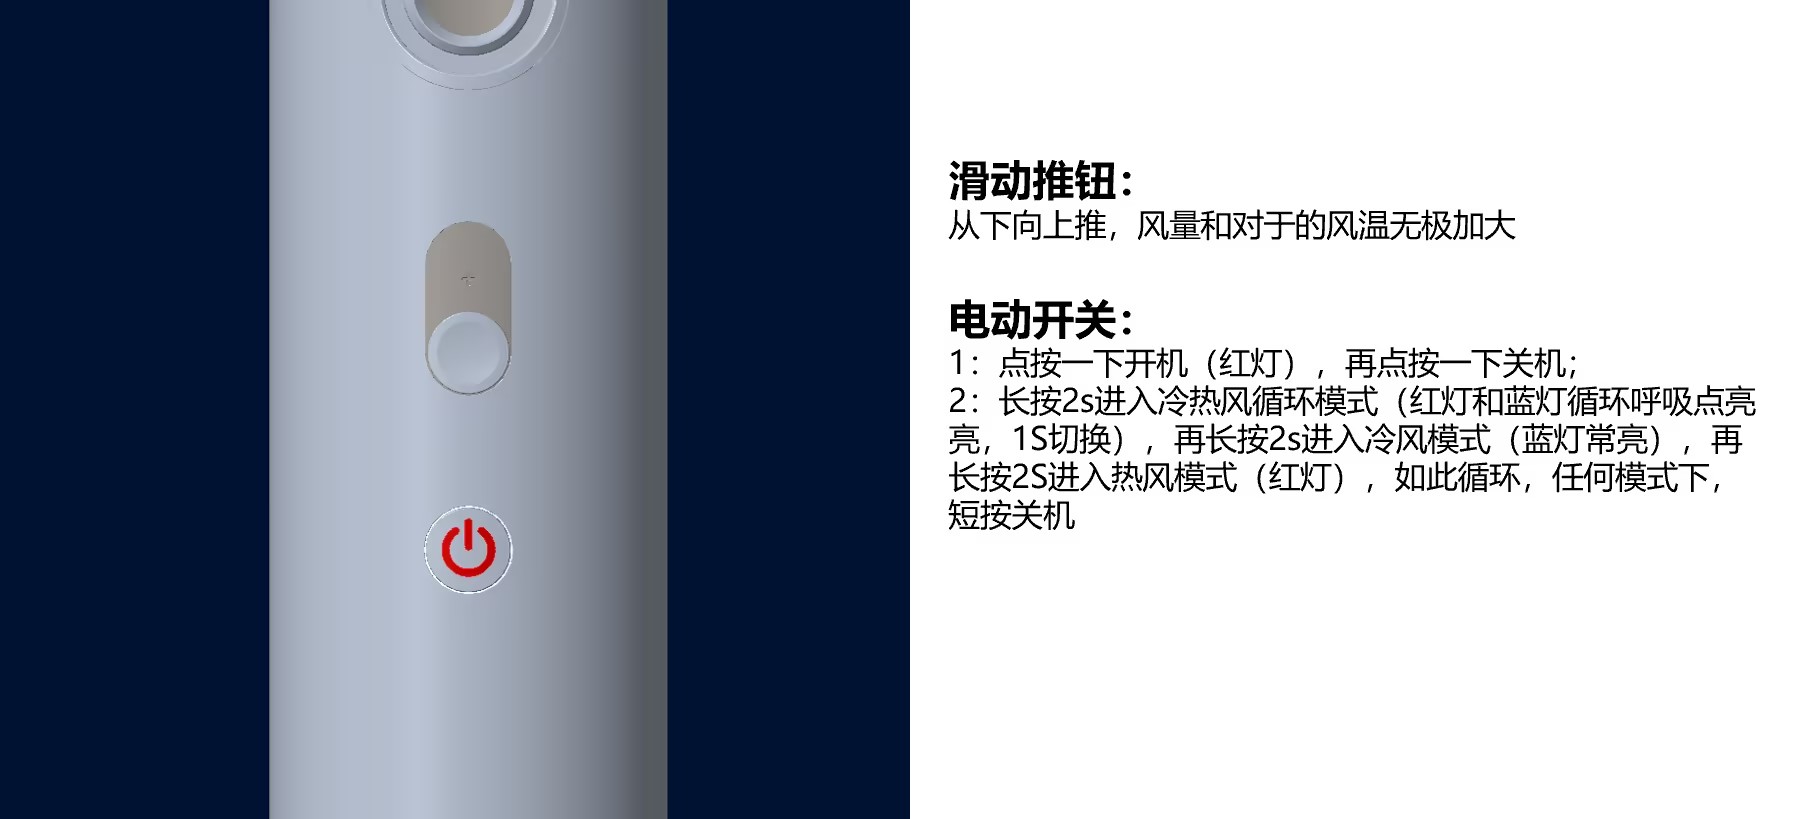 滑动推钮：
从下向上推，风量和对于的风温无极加大
电动开关：
1：点按一下开机（红灯），再点按一下关机；
2：长按2s进入冷热风循环模式（红灯和蓝灯循环呼吸点亮
亮，1S切换），再长按2s进入冷风模式（蓝灯常亮），再
长按2S进入热风模式（红灯），如此循环，任何模式下，
短按关机